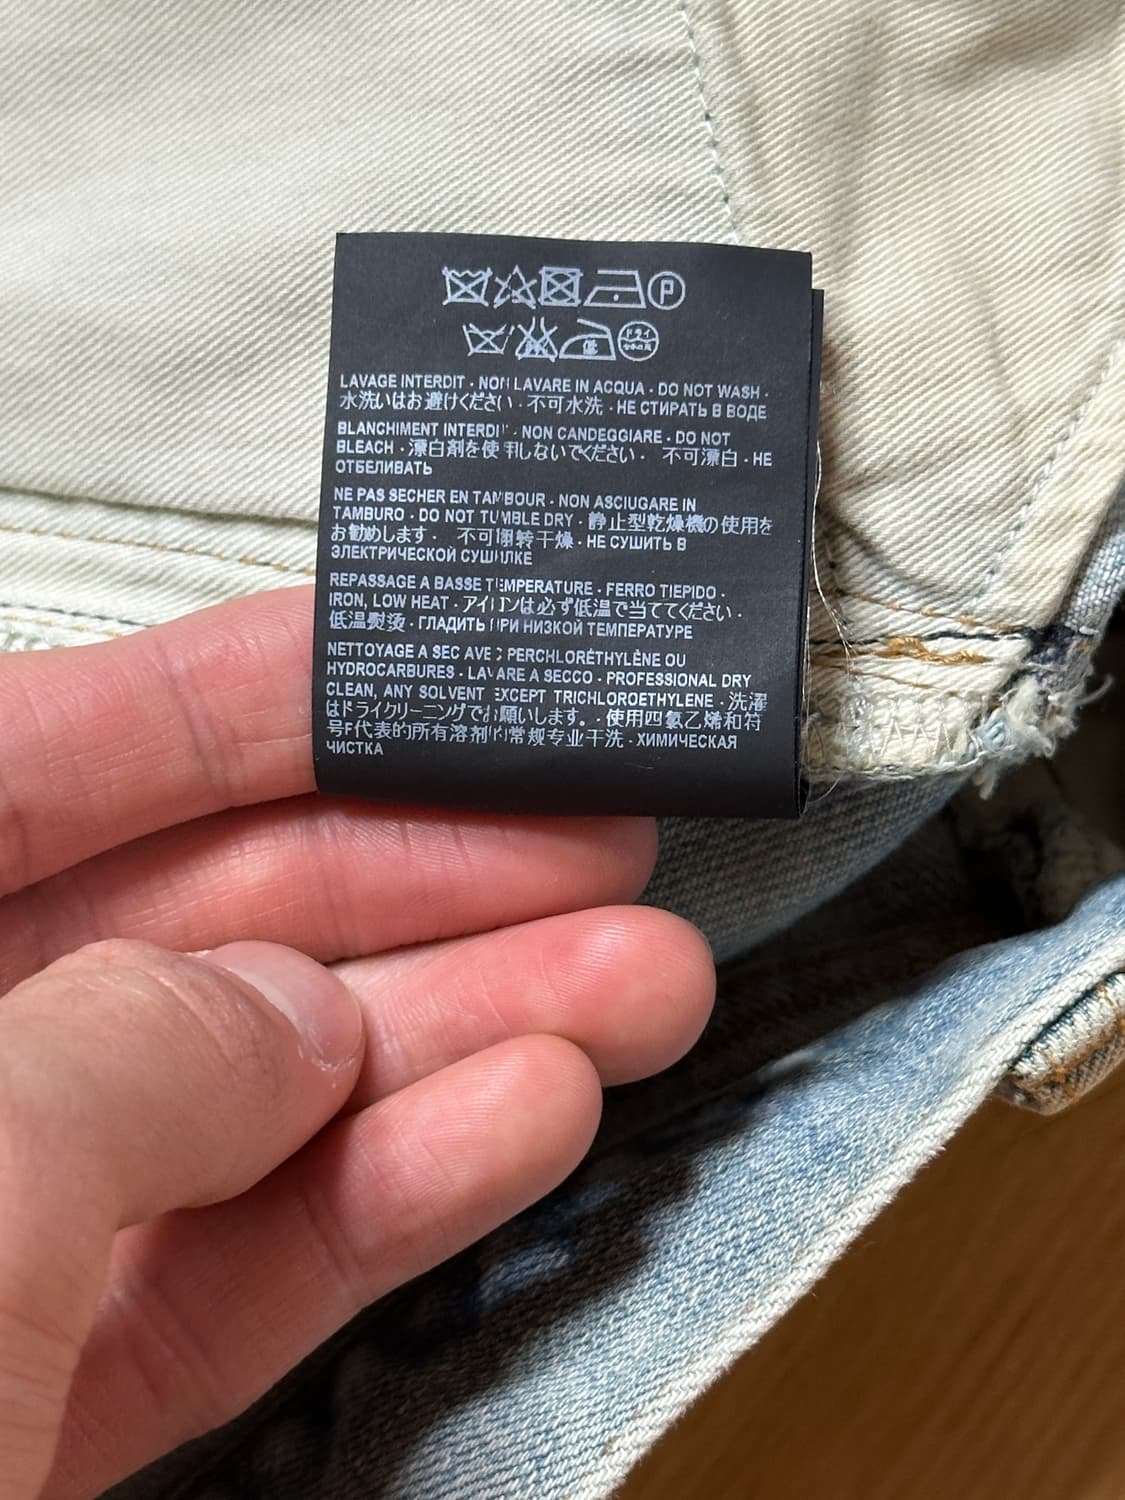 P
低 ドライ
LAVAGE INTERDIT - NON LAVARE IN ACQUA - DO NOT WASH -
水洗いはお避けください - 不可水洗 - НЕ СТИРАТЬ В ВОДЕ
BLANCHIMENT INTERDIT - NON CANDEGGIARE - DO NOT
BLEACH - 漂白剤を使用しないでください - 不可漂白 - НЕ
ОТБЕЛИВАТЬ
NE PAS SECHER EN TAMBOUR - NON ASCIUGARE IN
TAMBURO - DO NOT TUMBLE DRY - 静止型乾燥機の使用を
お勧めします - 不可翻转干燥 - НЕ СУШИТЬ В
ЭЛЕКТРИЧЕСКОЙ СУШИЛКЕ
REPASSAGE A BASSE TEMPERATURE - FERRO TIEPIDO -
IRON, LOW HEAT - アイロンは必ず低温で当ててください -
低温熨烫 - ГЛАДИТЬ ПРИ НИЗКОЙ ТЕМПЕРАТУРЕ
NETTOYAGE A SEC AVEC PERCHLORÉTHYLÈNE OU
HYDROCARBURES - LAVARE A SECCO - PROFESSIONAL DRY
CLEAN, ANY SOLVENT EXCEPT TRICHLOROETHYLENE - 洗濯
はドライクリーニングでお願いします。 - 使用四氯乙烯和符
号F代表的所有溶剂的常规专业干洗 - ХИМИЧЕСКАЯ
ЧИСТКА